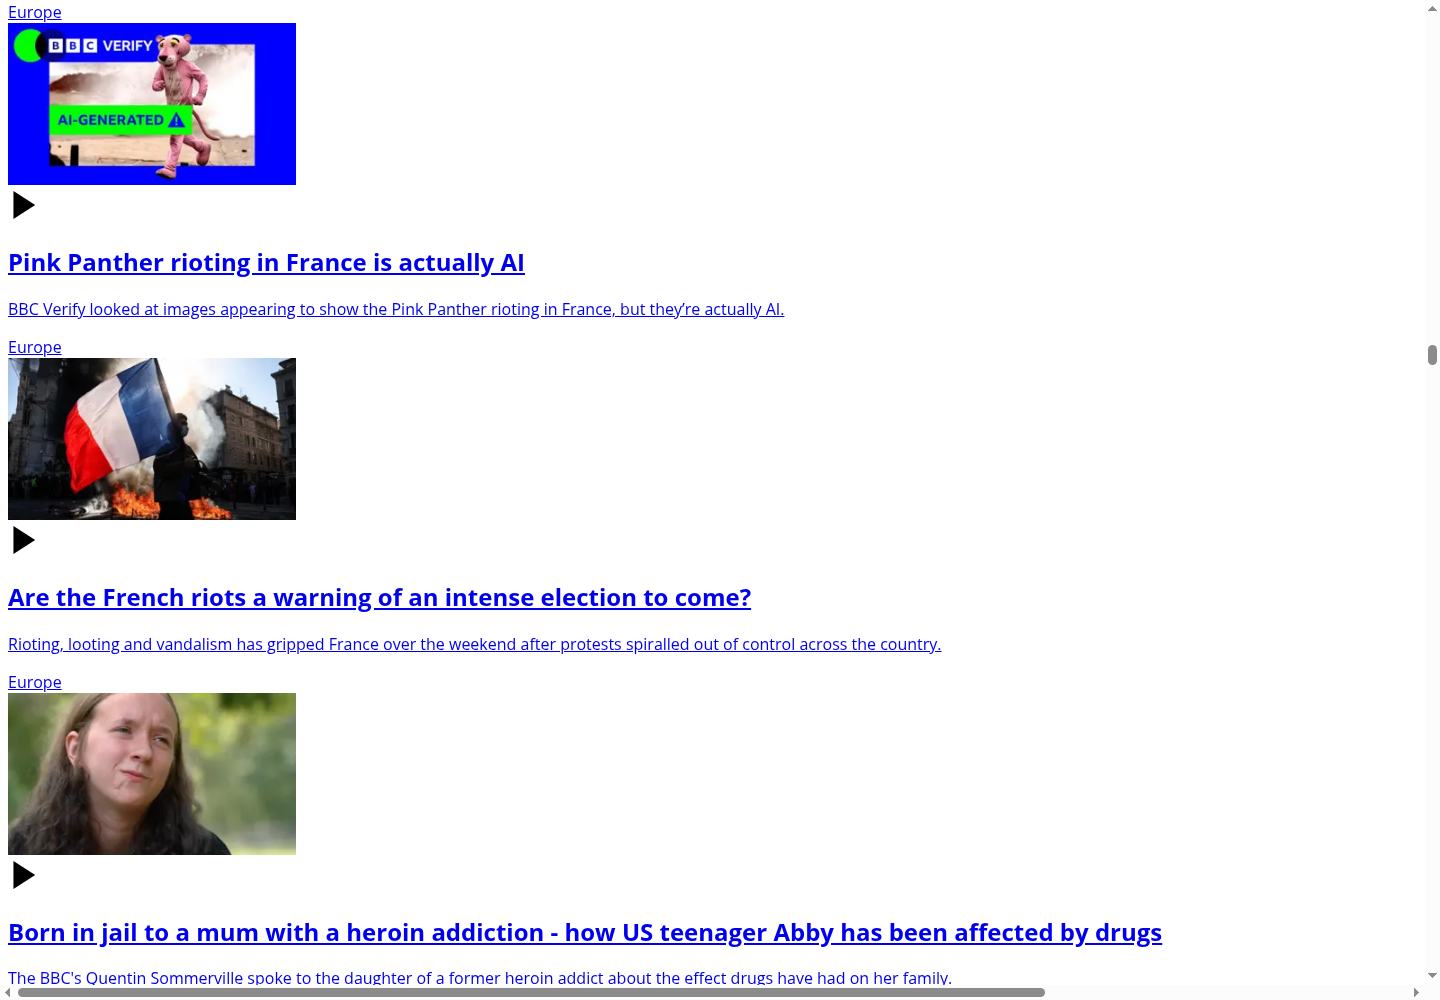 Europe
BBC VERIFY
AI-GENERATED
Pink Panther rioting in France is actually AI
BBC Verify looked at images appearing to show the Pink Panther rioting in France, but they’re actually AI.
Europe
Are the French riots a warning of an intense election to come?
Rioting, looting and vandalism has gripped France over the weekend after protests spiralled out of control across the country.
Europe
Born in jail to a mum with a heroin addiction - how US teenager Abby has been affected by drugs
The BBC's Quentin Sommerville spoke to the daughter of a former heroin addict about the effect drugs have had on her family.